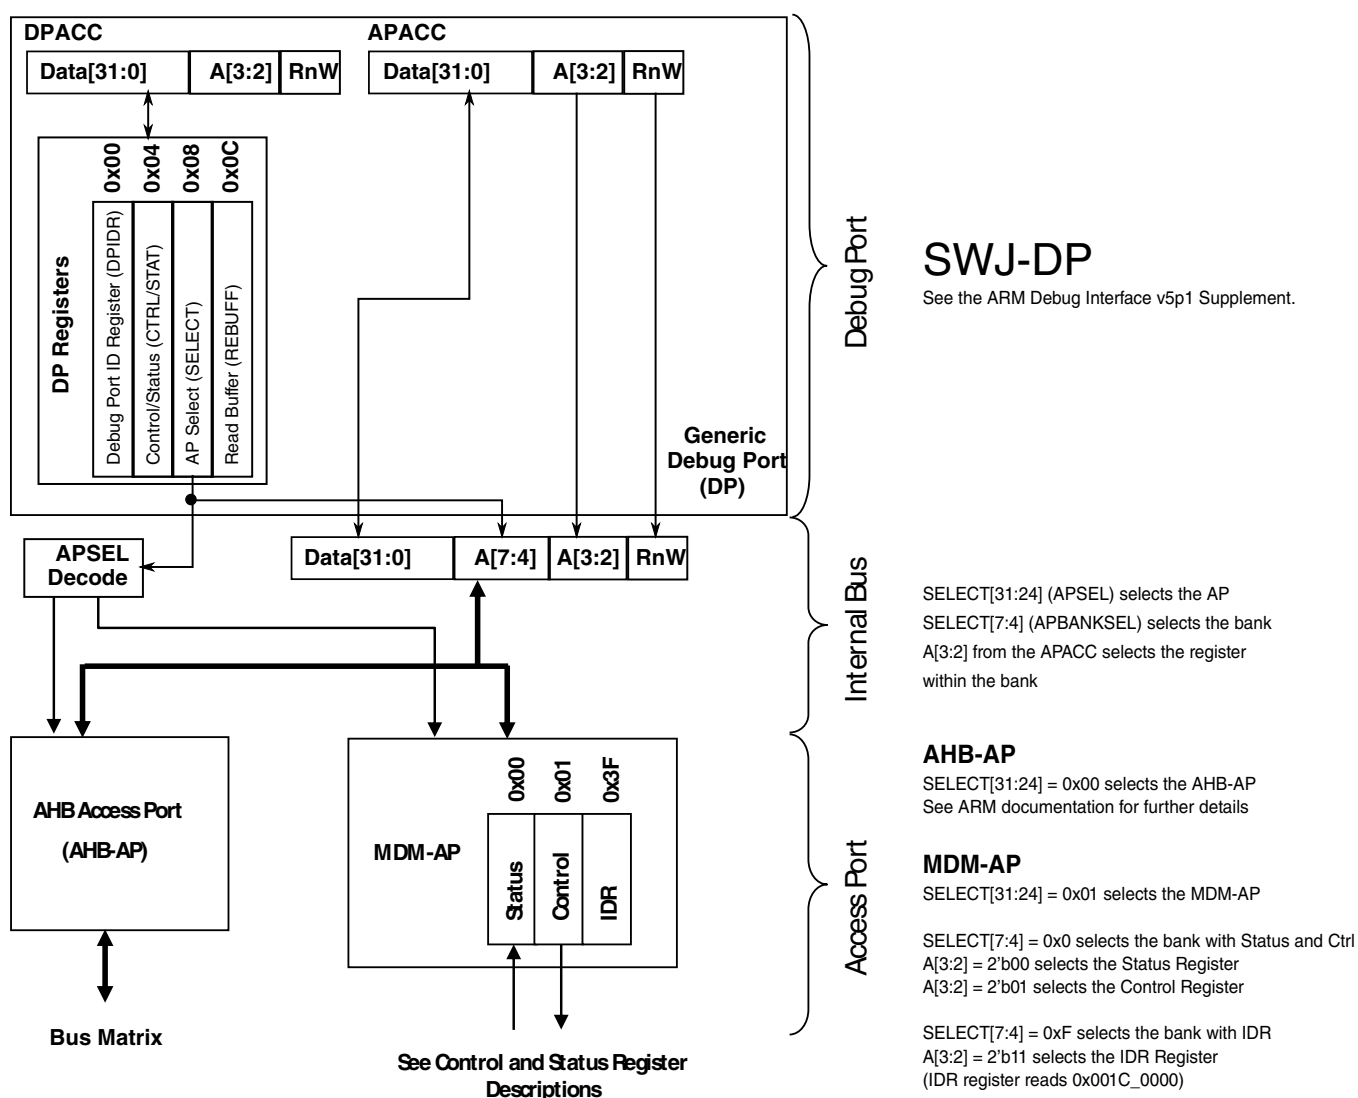 DPACC
Data[31:0] A[3:2] RnW
APACC
Data[31:0] A[3:2] RnW
DP Registers
0x00
0x04
0x08
0x0C
Debug Port ID Register (DPIDR)
Control/Status (CTRL/STAT)
AP Select (SELECT)
Read Buffer (REBUFF)
Generic
Debug Port
(DP)
Debug Port
SWJ-DP
See the ARM Debug Interface v5p1 Supplement.
APSEL
Decode
Data[31:0] A[7:4] A[3:2] RnW
Internal Bus
SELECT[31:24] (APSEL) selects the AP
SELECT[7:4] (APBANKSEL) selects the bank
A[3:2] from the APACC selects the register
within the bank
AHB Access Port
(AHB-AP)
Bus Matrix
MDM-AP
0x00
0x01
0x3F
Status
Control
IDR
See Control and Status Register
Descriptions
Access Port
AHB-AP
SELECT[31:24] = 0x00 selects the AHB-AP
See ARM documentation for further details
MDM-AP
SELECT[31:24] = 0x01 selects the MDM-AP
SELECT[7:4] = 0x0 selects the bank with Status and Ctrl
A[3:2] = 2'b00 selects the Status Register
A[3:2] = 2'b01 selects the Control Register
SELECT[7:4] = 0xF selects the bank with IDR
A[3:2] = 2'b11 selects the IDR Register
(IDR register reads 0x001C_0000)